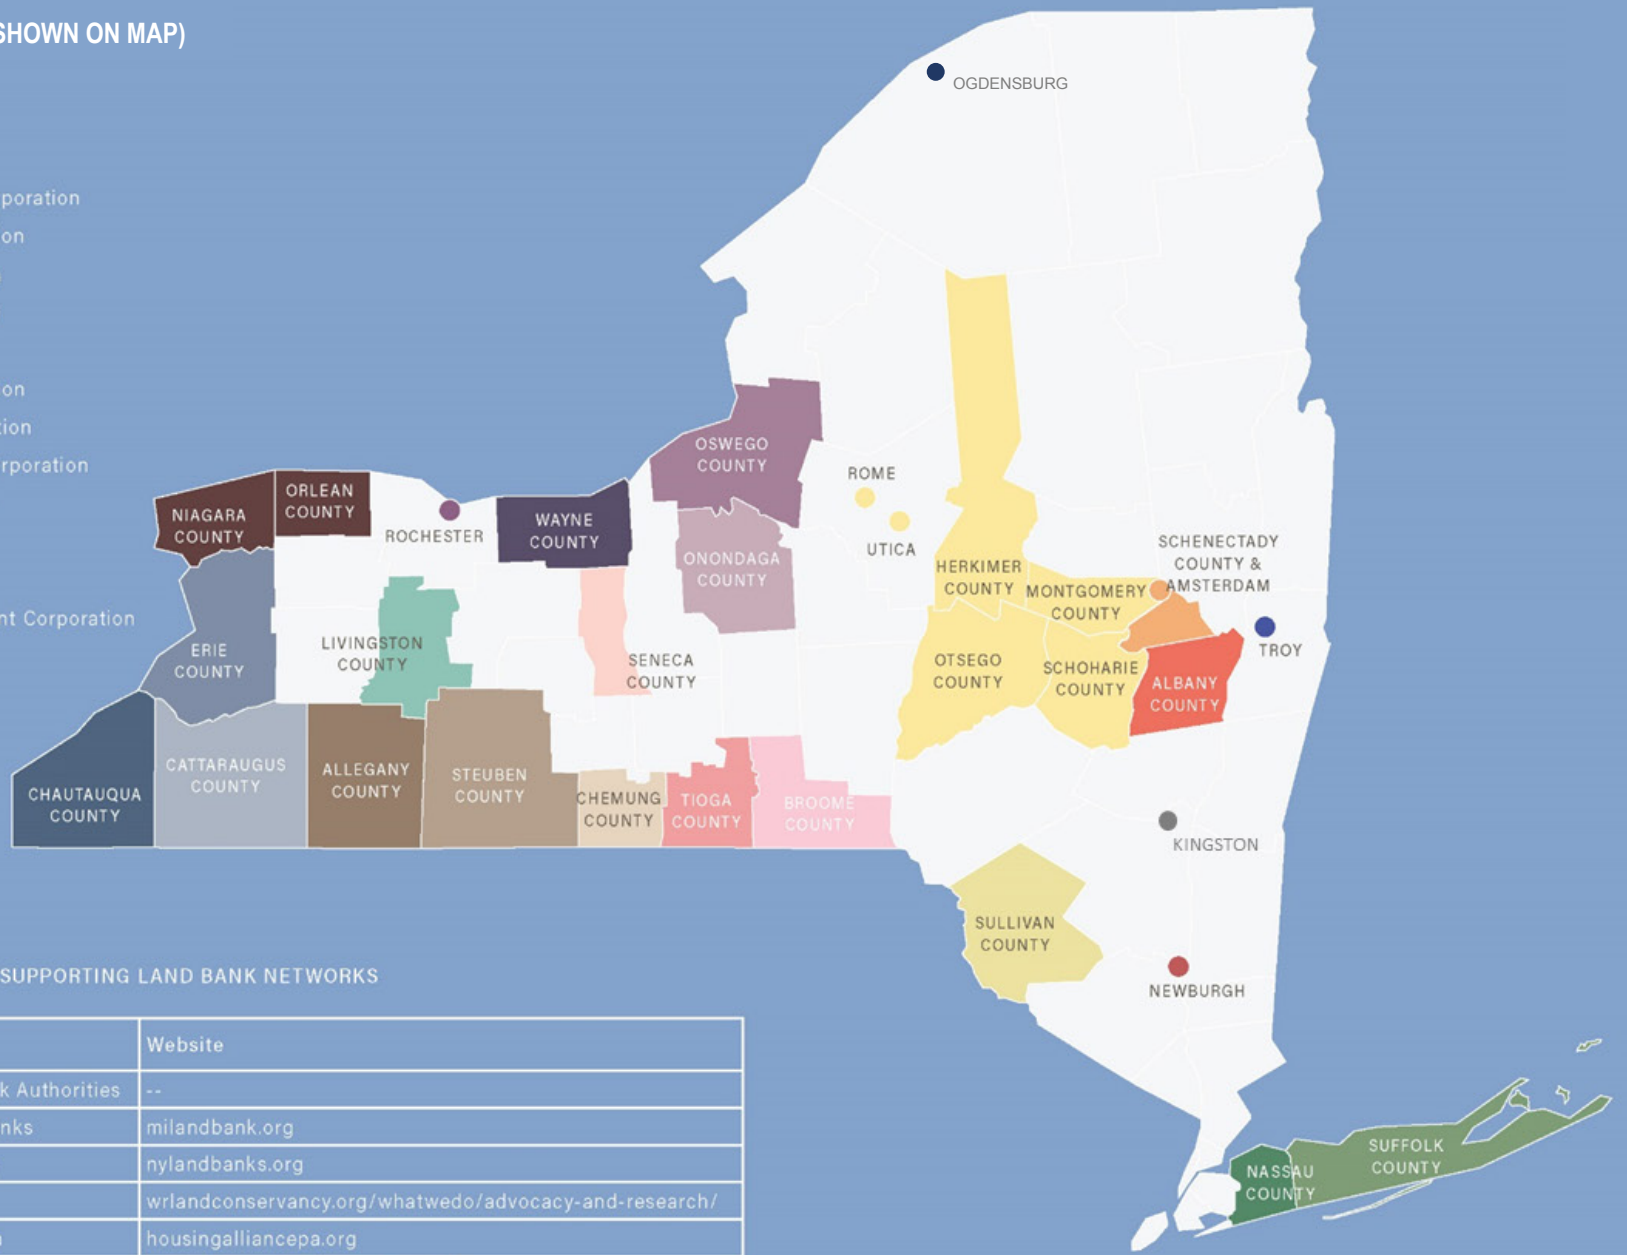 SHOWN ON MAP)
poration
on
on
tion
rporation
nt Corporation
OGDENSBURG
OSWEGO
COUNTY
ROME
UTICA
NIAGARA
COUNTY
ORLEAN
COUNTY
ROCHESTER
WAYNE
COUNTY
ONONDAGA
COUNTY
HERKIMER
COUNTY
MONTGOMERY
COUNTY
SCHENECTADY
COUNTY &
AMSTERDAM
TROY
ERIE
COUNTY
LIVINGSTON
COUNTY
SENECA
COUNTY
OTSEGO
COUNTY
SCHOHARIE
COUNTY
ALBANY
COUNTY
CHAUTAUQUA
COUNTY
CATTARAUGUS
COUNTY
ALLEGANY
COUNTY
STEUBEN
COUNTY
CHEMUNG
COUNTY
TIOGA
COUNTY
BROOME
COUNTY
KINGSTON
SULLIVAN
COUNTY
NEWBURGH
NASSAU
COUNTY
SUFFOLK
COUNTY
SUPPORTING LAND BANK NETWORKS
Website
k Authorities --
nks milandbank.org
nylandbanks.org
wrlandconservancy.org/whatwedo/advocacy-and-research/
housingalliancepa.org